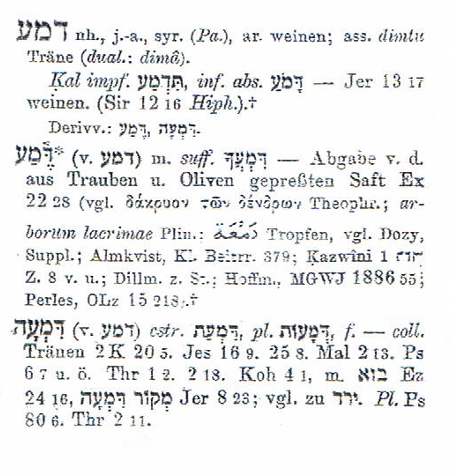 דמע nh., j.-a., syr. (Pa.), ar. weinen; ass. dimtu
Träne (dual.: dimâ).
Kal impf. תִּדְמַע, inf. abs. דָּמֹעַ — Jer 13 17
weinen. (Sir 12 16 Hiph.).†
Derivv.: דִּמְעָה, דֶּמַע.
דֶּמַע* (v. דמע) m. suff. דִּמְעֲךָ — Abgabe v. d.
aus Trauben u. Oliven gepreßten Saft Ex
22 28 (vgl. δάκρυον τῶν δένδρων Theophr.; ar-
borum lacrimae Plin.; دمعة Tropfen, vgl. Dozy,
Suppl.; Almkvist, Kl. Beitrr. 379; Ḳazwînî 1
Z. 8 v. u.; Dillm. z. St.; Hoffm., MGWJ 1886 55;
Perles, OLz 15 218).†
דִּמְעָה (v. דמע) cstr. דִּמְעַת, pl. דְּמָעוֹת, f. — coll.
Tränen 2 K 20 5. Jes 16 9. 25 8. Mal 2 13. Ps
6 7 u. ö. Thr 1 2. 2 18. Koh 4 1, m. בוא Ez
24 16, מְקוֹר דִּמְעָה Jer 8 23; vgl. zu ירד. Pl. Ps
80 6. Thr 2 11.